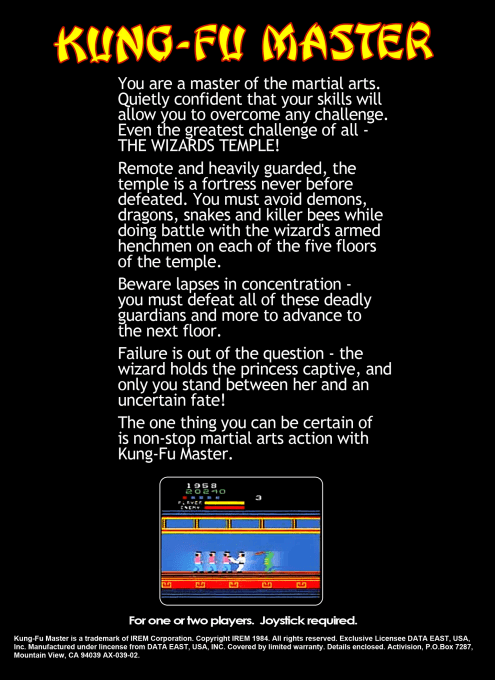 KUNG-FU MASTER
You are a master of the martial arts.
Quietly confident that your skills will
allow you to overcome any challenge.
Even the greatest challenge of all -
THE WIZARDS TEMPLE!
Remote and heavily guarded, the
temple is a fortress never before
defeated. You must avoid demons,
dragons, snakes and killer bees while
doing battle with the wizard's armed
henchmen on each of the five floors
of the temple.
Beware lapses in concentration -
you must defeat all of these deadly
guardians and more to advance to
the next floor.
Failure is out of the question - the
wizard holds the princess captive, and
only you stand between her and an
uncertain fate!
The one thing you can be certain of
is non-stop martial arts action with
Kung-Fu Master.
1958
20240
3
PLAYER
ENEMY
For one or two players. Joystick required.
Kung-Fu Master is a trademark of IREM Corporation. Copyright IREM 1984. All rights reserved. Exclusive Licensee DATA EAST, USA,
Inc. Manufactured under lincense from DATA EAST, USA, INC. Covered by limited warranty. Details enclosed. Activision, P.O.Box 7287,
Mountain View, CA 94039 AX-039-02.